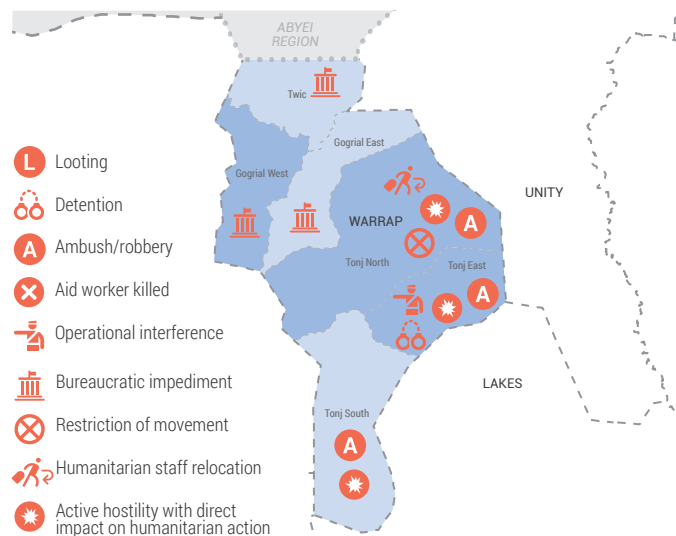 ABYEI
REGION
Twic
Gogrial East
Gogrial West
UNITY
WARRAP
A
Tonj North
Tonj East
A
LAKES
Tonj South
A
L Looting
Detention
A Ambush/robbery
Aid worker killed
Operational interference
Bureaucratic impediment
Restriction of movement
Humanitarian staff relocation
Active hostility with direct
impact on humanitarian action